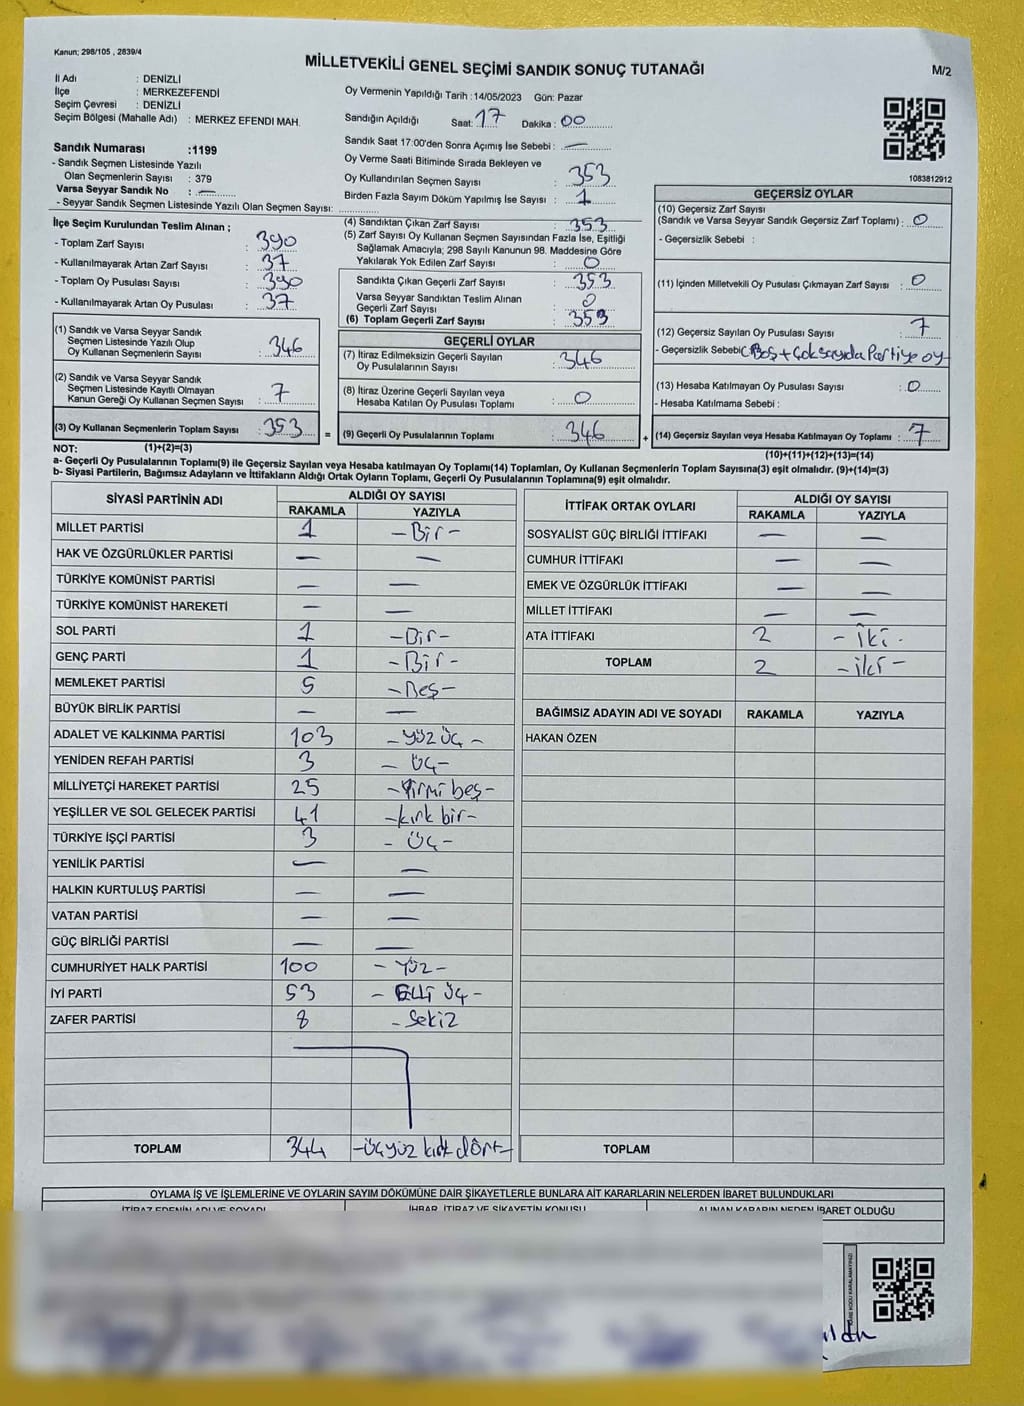 Kanun; 298/105 , 2839/4
MİLLETVEKİLİ GENEL SEÇİMİ SANDIK SONUÇ TUTANAĞI
M/2
İl Adı : DENİZLİ
İlçe : MERKEZEFENDİ
Seçim Çevresi : DENİZLİ
Seçim Bölgesi (Mahalle Adı) : MERKEZ EFENDİ MAH.
Sandık Numarası :1199
- Sandık Seçmen Listesinde Yazılı
Olan Seçmenlerin Sayısı : 379
Varsa Seyyar Sandık No : —
- Seyyar Sandık Seçmen Listesinde Yazılı Olan Seçmen Sayısı:
Oy Vermenin Yapıldığı Tarih : 14/05/2023 Gün: Pazar
Sandığın Açıldığı Saat: 17 Dakika : 00
Sandık Saat 17:00'den Sonra Açımış İse Sebebi : —
Oy Verme Saati Bitiminde Sırada Bekleyen ve
Oy Kullandırılan Seçmen Sayısı : 353
Birden Fazla Sayım Döküm Yapılmış İse Sayısı : 1
1083812912
İlçe Seçim Kurulundan Teslim Alınan ;
- Toplam Zarf Sayısı : 390
- Kullanılmayarak Artan Zarf Sayısı : 37
- Toplam Oy Pusulası Sayısı : 390
- Kullanılmayarak Artan Oy Pusulası : 37
(4) Sandıktan Çıkan Zarf Sayısı : 353
(5) Zarf Sayısı Oy Kullanan Seçmen Sayısından Fazla İse, Eşitliği
Sağlamak Amacıyla; 298 Sayılı Kanunun 98. Maddesine Göre
Yakılarak Yok Edilen Zarf Sayısı : 0
Sandıkta Çıkan Geçerli Zarf Sayısı : 353
Varsa Seyyar Sandıktan Teslim Alınan
Geçerli Zarf Sayısı : 0
(6) Toplam Geçerli Zarf Sayısı : 353
GEÇERSİZ OYLAR
(10) Geçersiz Zarf Sayısı
(Sandık ve Varsa Seyyar Sandık Geçersiz Zarf Toplamı) : 0
- Geçersizlik Sebebi :
(11) İçinden Milletvekili Oy Pusulası Çıkmayan Zarf Sayısı : 0
(12) Geçersiz Sayılan Oy Pusulası Sayısı : 7
- Geçersizlik Sebebi : Boş + Çok sayıda Partiye oy
(13) Hesaba Katılmayan Oy Pusulası Sayısı : 0
- Hesaba Katılmama Sebebi :
(14) Geçersiz Sayılan veya Hesaba Katılmayan Oy Toplamı : 7
(10)+(11)+(12)+(13)=(14)
(1) Sandık ve Varsa Seyyar Sandık
Seçmen Listesinde Yazılı Olup
Oy Kullanan Seçmenlerin Sayısı : 346
(2) Sandık ve Varsa Seyyar Sandık
Seçmen Listesinde Kayıtlı Olmayan
Kanun Gereği Oy Kullanan Seçmen Sayısı : 7
(3) Oy Kullanan Seçmenlerin Toplam Sayısı : 353
=
GEÇERLİ OYLAR
(7) İtiraz Edilmeksizin Geçerli Sayılan
Oy Pusulalarının Sayısı : 346
(8) İtiraz Üzerine Geçerli Sayılan veya
Hesaba Katılan Oy Pusulası Toplamı : 0
(9) Geçerli Oy Pusulalarının Toplamı : 346
+
NOT: (1)+(2)=(3)
a- Geçerli Oy Pusulalarının Toplamı(9) ile Geçersiz Sayılan veya Hesaba katılmayan Oy Toplamı(14) Toplamları, Oy Kullanan Seçmenlerin Toplam Sayısına(3) eşit olmalıdır. (9)+(14)=(3)
b- Siyasi Partilerin, Bağımsız Adayların ve İttifakların Aldığı Ortak Oyların Toplamı, Geçerli Oy Pusulalarının Toplamına(9) eşit olmalıdır.
SİYASİ PARTİNİN ADI ALDIĞI OY SAYISI
RAKAMLA YAZIYLA
MİLLET PARTİSİ 1 - Bir -
HAK VE ÖZGÜRLÜKLER PARTİSİ — —
TÜRKİYE KOMÜNİST PARTİSİ — —
TÜRKİYE KOMÜNİST HAREKETİ — —
SOL PARTİ 1 - Bir -
GENÇ PARTİ 1 - Bir -
MEMLEKET PARTİSİ 5 - Beş -
BÜYÜK BİRLİK PARTİSİ — —
ADALET VE KALKINMA PARTİSİ 103 - Yüz üç -
YENİDEN REFAH PARTİSİ 3 - Üç -
MİLLİYETÇİ HAREKET PARTİSİ 25 - Yirmi beş -
YEŞİLLER VE SOL GELECEK PARTİSİ 41 - kırk bir -
TÜRKİYE İŞÇİ PARTİSİ 3 - Üç -
YENİLİK PARTİSİ — —
HALKIN KURTULUŞ PARTİSİ — —
VATAN PARTİSİ — —
GÜÇ BİRLİĞİ PARTİSİ — —
CUMHURİYET HALK PARTİSİ 100 - Yüz -
İYİ PARTİ 53 - Elli üç -
ZAFER PARTİSİ 8 - Sekiz
TOPLAM 344 - üçyüz kırk dört -
İTTİFAK ORTAK OYLARI ALDIĞI OY SAYISI
RAKAMLA YAZIYLA
SOSYALİST GÜÇ BİRLİĞİ İTTİFAKI — —
CUMHUR İTTİFAKI — —
EMEK VE ÖZGÜRLÜK İTTİFAKI — —
MİLLET İTTİFAKI — —
ATA İTTİFAKI 2 - İki -
TOPLAM 2 - iki -
BAĞIMSIZ ADAYIN ADI VE SOYADI RAKAMLA YAZIYLA
HAKAN ÖZEN
TOPLAM
OYLAMA İŞ VE İŞLEMLERİNE VE OYLARIN SAYIM DÖKÜMÜNE DAİR ŞİKAYETLERLE BUNLARA AİT KARARLARIN NELERDEN İBARET BULUNDUKLARI
İTİRAZ EDENİN ADI VE SOYADI İHBAR, İTİRAZ VE ŞİKAYETİN KONUSU ALINAN KARARIN NEDEN İBARET OLDUĞU